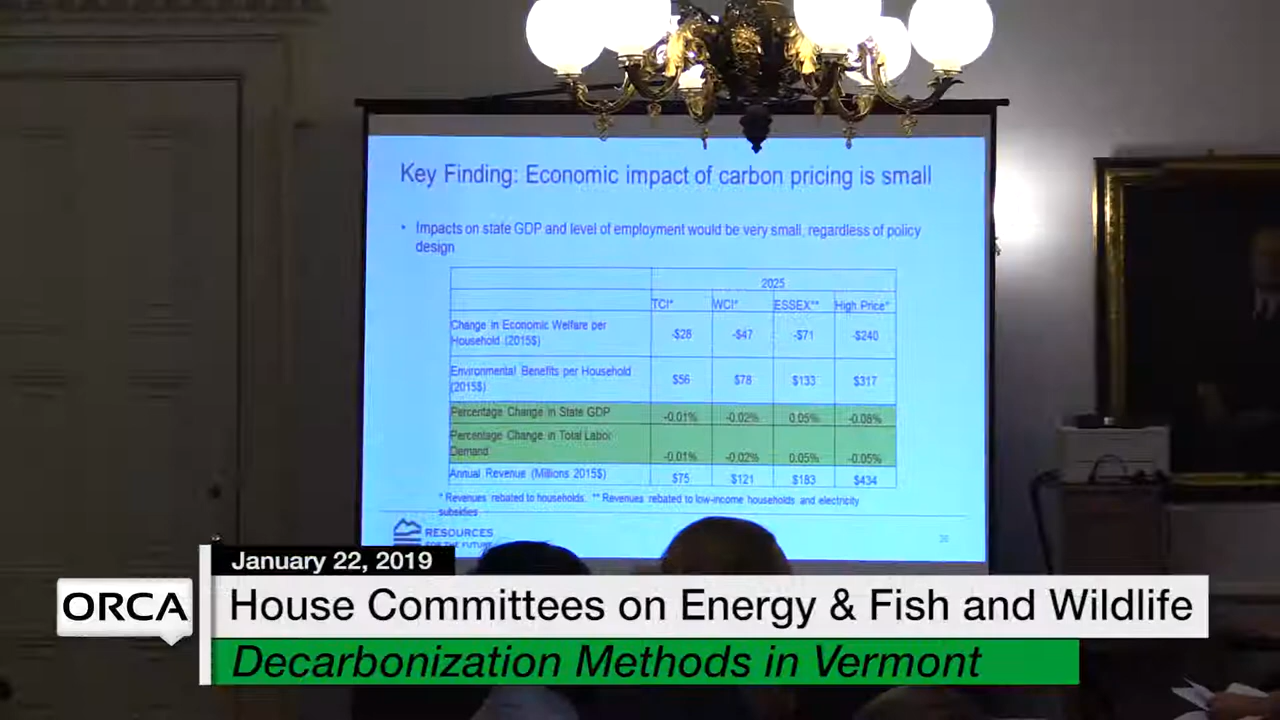 Key Finding: Economic impact of carbon pricing is small
• Impacts on state GDP and level of employment would be very small, regardless of policy
design
2025
TCI* WCI* ESSEX** High Price*
Change in Economic Welfare per
Household (2015$) -$28 -$47 -$71 -$240
Environmental Benefits per Household
(2015$) $56 $78 $133 $317
Percentage Change in State GDP -0.01% -0.02% 0.05% -0.08%
Percentage Change in Total Labor
Demand -0.01% -0.02% 0.05% -0.05%
Annual Revenue (Millions 2015$) $75 $121 $183 $434
* Revenues rebated to households. ** Revenues rebated to low-income households and electricity
subsidies
RESOURCES
FOR THE FUTURE
January 22, 2019
ORCA
House Committees on Energy & Fish and Wildlife
Decarbonization Methods in Vermont